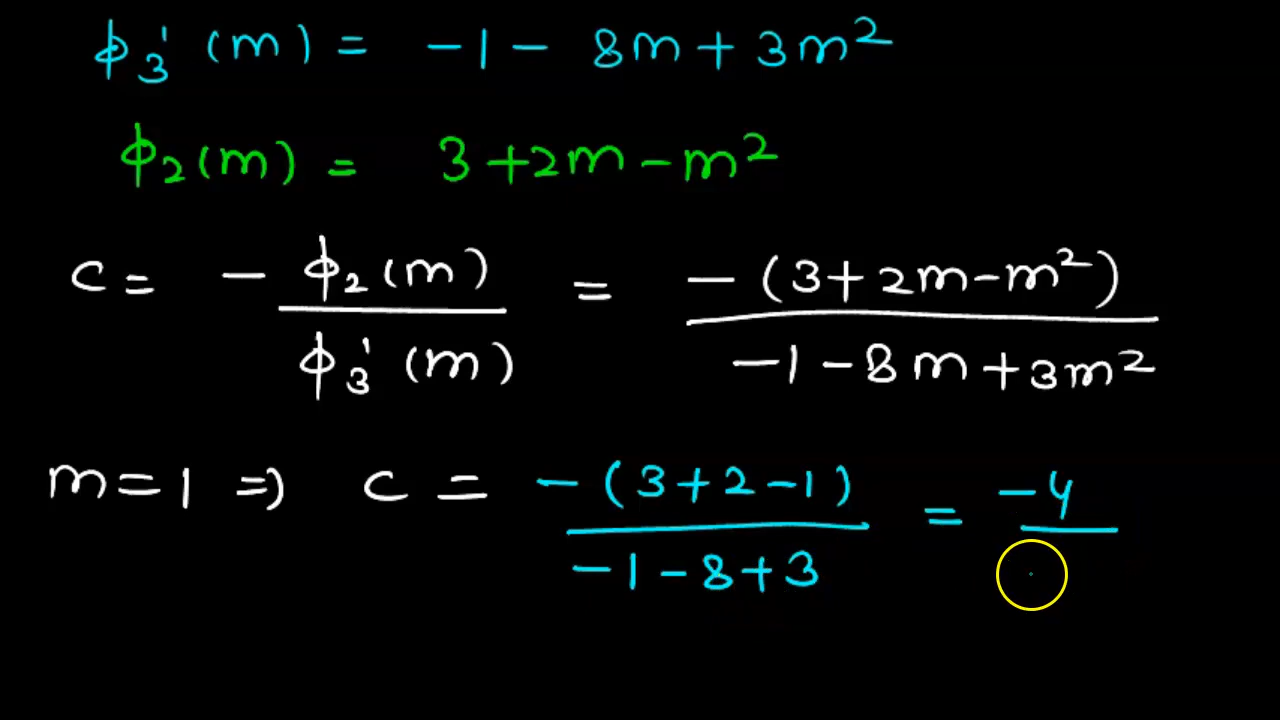 ϕ₃' (m) = -1 - 8m + 3m²
ϕ₂(m) = 3 + 2m - m²
c = - ϕ₂(m) / ϕ₃' (m) = -(3 + 2m - m²) / -1 - 8m + 3m²
m = 1 => c = -(3 + 2 - 1) / -1 - 8 + 3 = -4 /